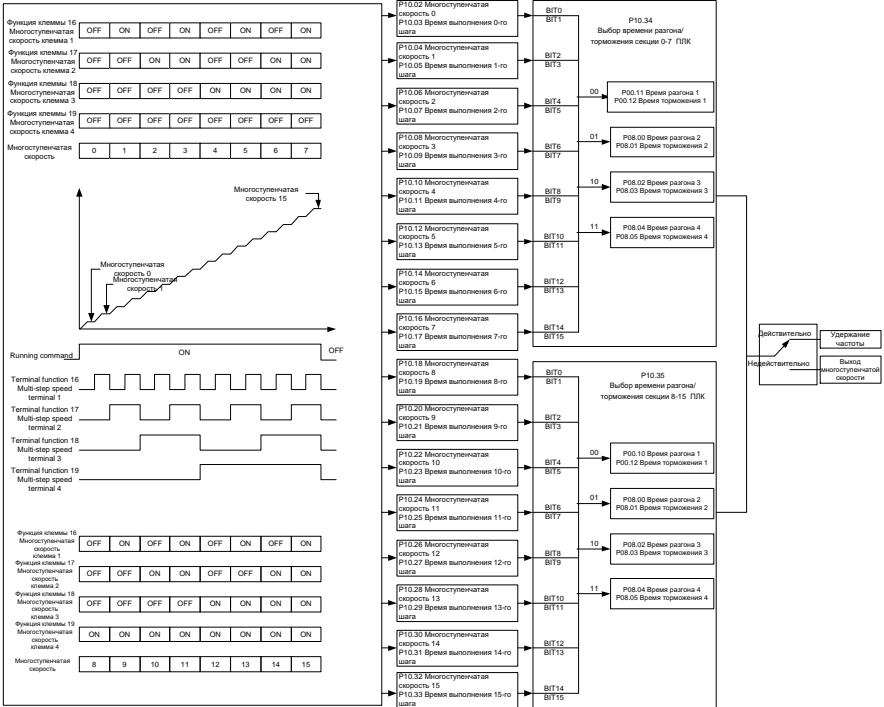 Функция клеммы 16
Многоступенчатая
скорость клемма 1
OFF ON OFF ON OFF ON OFF ON
Функция клеммы 17
Многоступенчатая
скорость клемма 2
OFF OFF ON ON OFF OFF ON ON
Функция клеммы 18
Многоступенчатая
скорость клемма 3
OFF OFF OFF OFF ON ON ON ON
Функция клеммы 19
Многоступенчатая
скорость клемма 4
OFF OFF OFF OFF OFF OFF OFF OFF
Многоступенчатая
скорость
0 1 2 3 4 5 6 7
Многоступенчатая
скорость 15
Многоступенчатая
скорость 0
Многоступенчатая
скорость 1
Running command
ON
OFF
Terminal function 16
Multi-step speed
terminal 1
Terminal function 17
Multi-step speed
terminal 2
Terminal function 18
Multi-step speed
terminal 3
Terminal function 19
Multi-step speed
terminal 4
Функция клеммы 16
Многоступенчатая
скорость
клемма 1
OFF ON OFF ON OFF ON OFF ON
Функция клеммы 17
Многоступенчатая
скорость
клемма 2
OFF OFF ON ON OFF OFF ON ON
Функция клеммы 18
Многоступенчатая
скорость
клемма 3
OFF OFF OFF OFF ON ON ON ON
Функция клеммы 19
Многоступенчатая
скорость
клемма 4
ON ON ON ON ON ON ON ON
Многоступенчатая
скорость
8 9 10 11 12 13 14 15
P10.02 Многоступенчатая
скорость 0
P10.03 Время выполнения 0-го
шага
P10.04 Многоступенчатая
скорость 1
P10.05 Время выполнения 1-го
шага
P10.06 Многоступенчатая
скорость 2
P10.07 Время выполнения 2-го
шага
P10.08 Многоступенчатая
скорость 3
P10.09 Время выполнения 3-го
шага
P10.10 Многоступенчатая
скорость 4
P10.11 Время выполнения 4-го
шага
P10.12 Многоступенчатая
скорость 5
P10.13 Время выполнения 5-го
шага
P10.14 Многоступенчатая
скорость 6
P10.15 Время выполнения 6-го
шага
P10.16 Многоступенчатая
скорость 7
P10.17 Время выполнения 7-го
шага
P10.18 Многоступенчатая
скорость 8
P10.19 Время выполнения 8-го
шага
P10.20 Многоступенчатая
скорость 9
P10.21 Время выполнения 9-го
шага
P10.22 Многоступенчатая
скорость 10
P10.23 Время выполнения 10-го
шага
P10.24 Многоступенчатая
скорость 11
P10.25 Время выполнения 11-го
шага
P10.26 Многоступенчатая
скорость 12
P10.27 Время выполнения 12-го
шага
P10.28 Многоступенчатая
скорость 13
P10.29 Время выполнения 13-го
шага
P10.30 Многоступенчатая
скорость 14
P10.31 Время выполнения 14-го
шага
P10.32 Многоступенчатая
скорость 15
P10.33 Время выполнения 15-го
шага
BIT0
BIT1
BIT2
BIT3
BIT4
BIT5
BIT6
BIT7
BIT8
BIT9
BIT10
BIT11
BIT12
BIT13
BIT14
BIT15
P10.34
Выбор времени разгона/
торможения секции 0-7 ПЛК
00
P00.11 Время разгона 1
P00.12 Время торможения 1
01
P08.00 Время разгона 2
P08.01 Время торможения 2
10
P08.02 Время разгона 3
P08.03 Время торможения 3
11
P08.04 Время разгона 4
P08.05 Время торможения 4
BIT0
BIT1
BIT2
BIT3
BIT4
BIT5
BIT6
BIT7
BIT8
BIT9
BIT10
BIT11
BIT12
BIT13
BIT14
BIT15
P10.35
Выбор времени разгона/
торможения секции 8-15 ПЛК
00
P00.10 Время разгона 1
P00.12 Время торможения 1
01
P08.00 Время разгона 2
P08.01 Время торможения 2
10
P08.02 Время разгона 3
P08.03 Время торможения 3
11
P08.04 Время разгона 4
P08.05 Время торможения 4
Действительно
Недействительно
Удержание
частоты
Выход
многоступенчатой
скорости